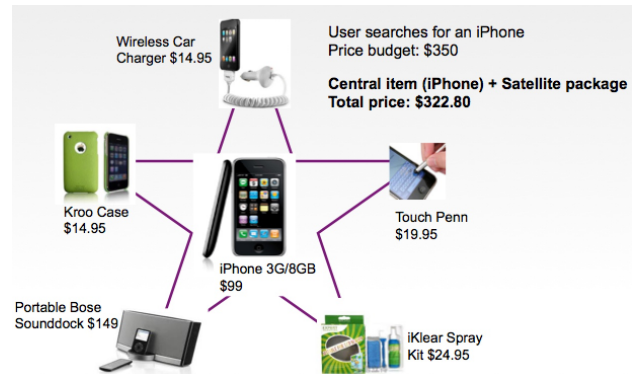 Wireless Car
Charger $14.95
User searches for an iPhone
Price budget: $350
Central item (iPhone) + Satellite package
Total price: $322.80
Kroo Case
$14.95
Touch Penn
$19.95
iPhone 3G/8GB
$99
Portable Bose
Sounddock $149
iKlear Spray
Kit $24.95